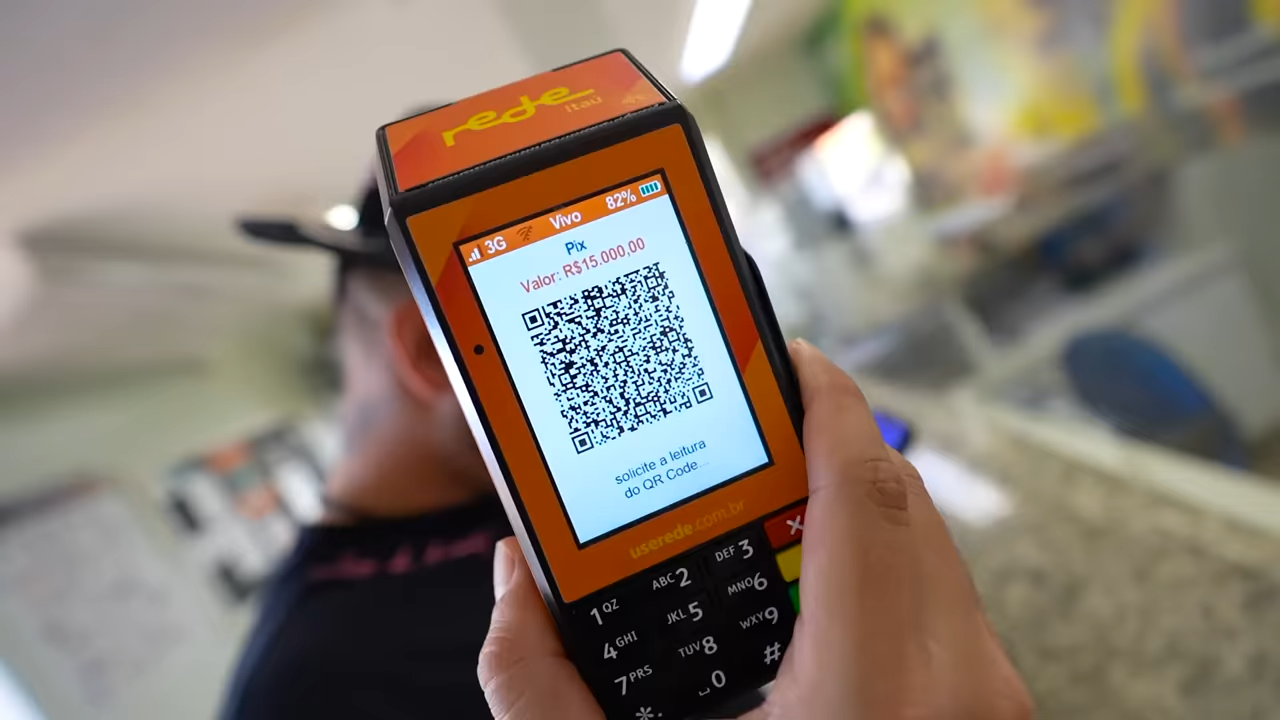 rede
Itaú
3G Vivo 82%
Pix
Valor: R$15.000,00
solicite a leitura
do QR Code...
userede.com.br
1 QZ ABC 2 DEF 3
4 GHI JKL 5 MNO 6
7 PRS TUV 8 WXY 9
* 0 #